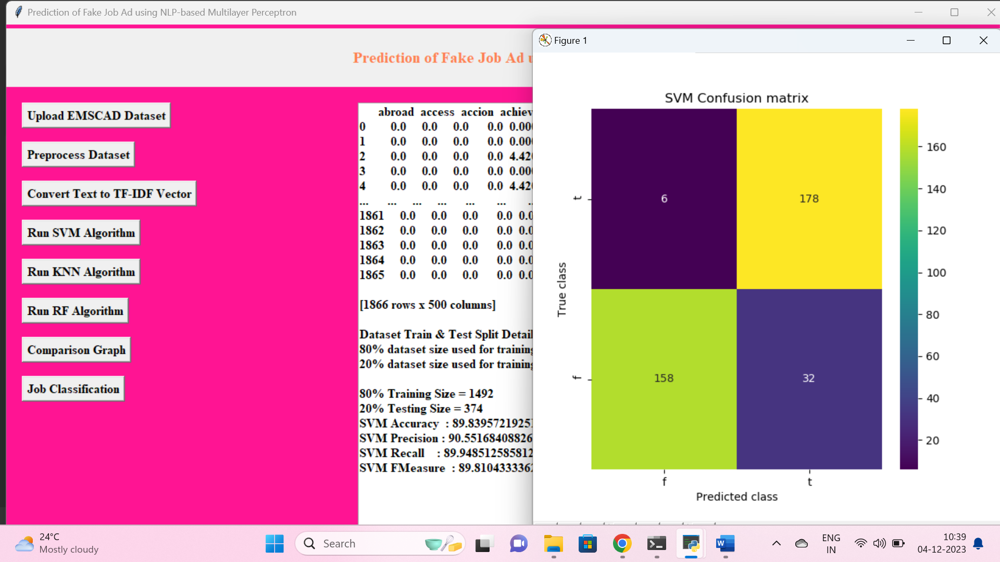 Prediction of Fake Job Ad using NLP-based Multilayer Perceptron
Prediction of Fake Job Ad
Upload EMSCAD Dataset
Preprocess Dataset
Convert Text to TF-IDF Vector
Run SVM Algorithm
Run KNN Algorithm
Run RF Algorithm
Comparison Graph
Job Classification
abroad access accion achiev
0 0.0 0.0 0.0 0.0 0.000
1 0.0 0.0 0.0 0.0 0.000
2 0.0 0.0 0.0 0.0 4.420
3 0.0 0.0 0.0 0.0 0.000
4 0.0 0.0 0.0 0.0 4.420
... ... ... ... ... ... ...
1861 0.0 0.0 0.0 0.0 0.0
1862 0.0 0.0 0.0 0.0 0.0
1863 0.0 0.0 0.0 0.0 0.0
1864 0.0 0.0 0.0 0.0 0.0
1865 0.0 0.0 0.0 0.0 0.0
[1866 rows x 500 columns]
Dataset Train & Test Split Detail
80% dataset size used for training
20% dataset size used for training
80% Training Size = 1492
20% Testing Size = 374
SVM Accuracy : 89.8395721925
SVM Precision : 90.55168408826
SVM Recall : 89.948512585812
SVM FMeasure : 89.8104333362
Figure 1
SVM Confusion matrix
t
6
178
True class
f
158
32
f
t
Predicted class
160
140
120
100
80
60
40
20
24°C
Mostly cloudy
Search
W
ENG
IN
10:39
04-12-2023